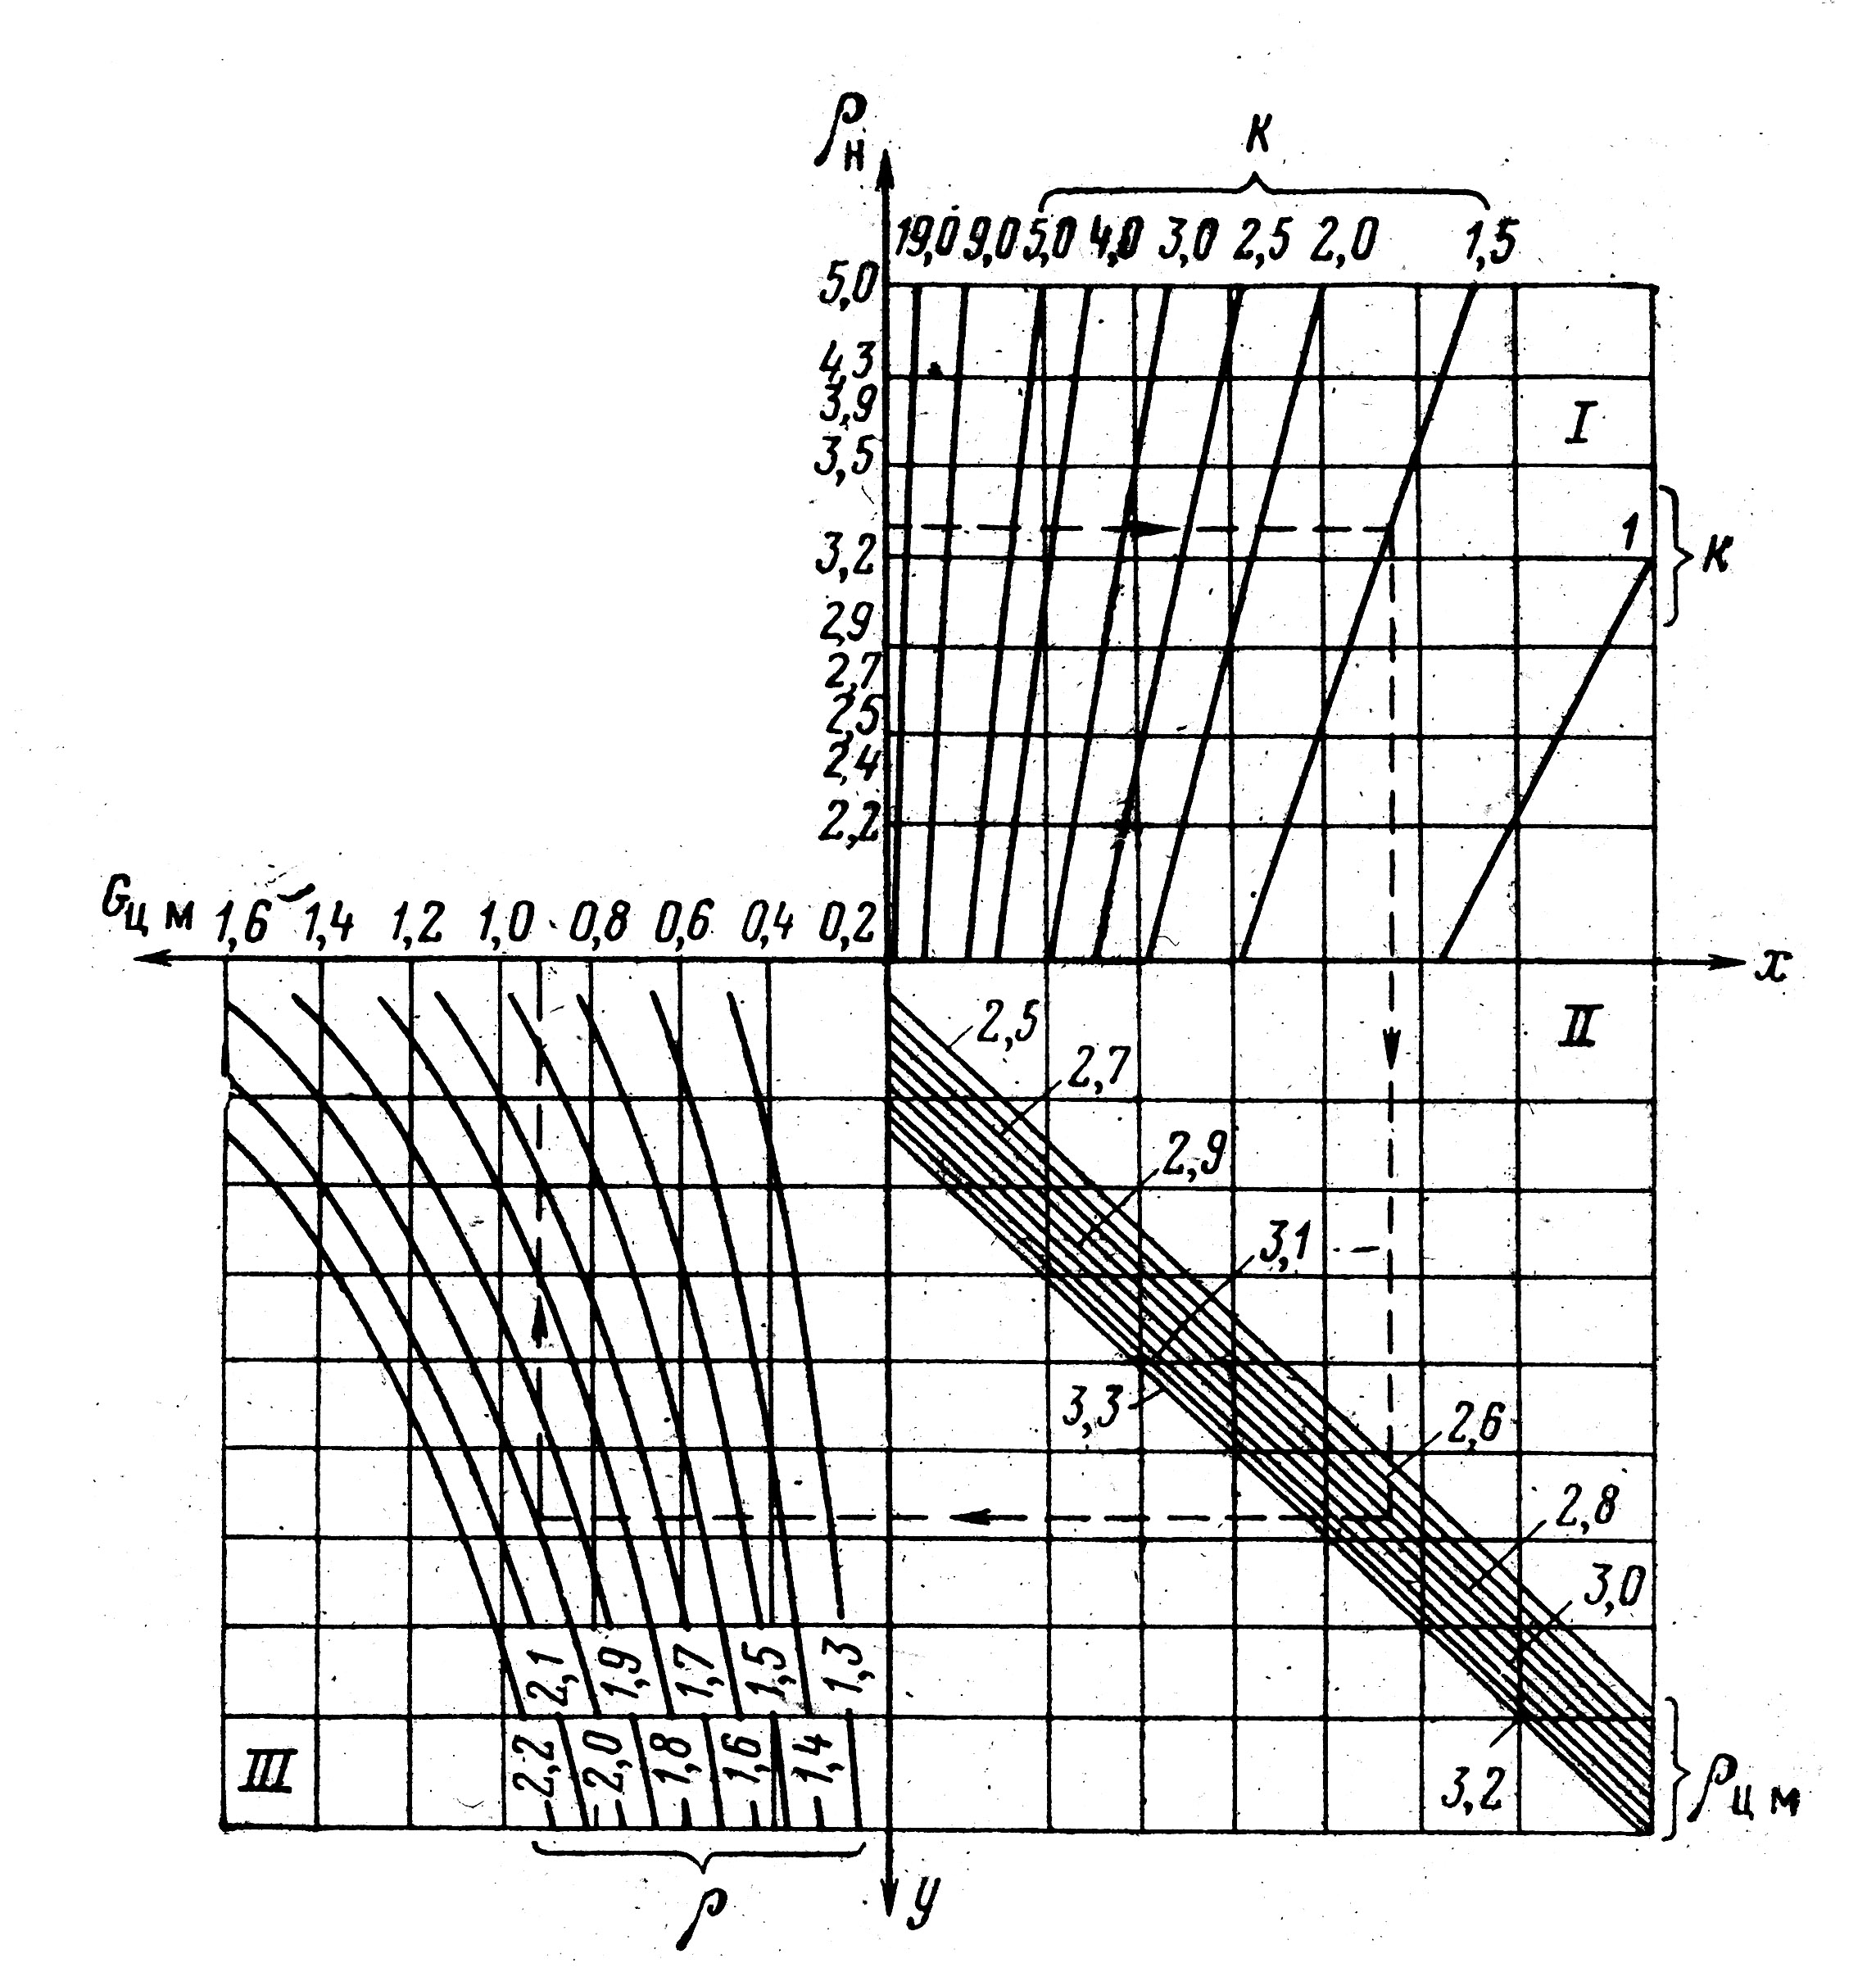 ρн
К
19,0 9,0 5,0 4,0 3,0 2,5 2,0 1,5
5,0
4,3
3,9
3,5
3,2
2,9
2,7
2,5
2,4
2,2
I
1
К
Gц м 1,6 1,4 1,2 1,0 0,8 0,6 0,4 0,2
x
II
2,5
2,7
2,9
3,1
3,3
2,6
2,8
3,0
3,2
ρц м
2,1 1,9 1,7 1,5 1,3
III
2,2 2,0 1,8 1,6 1,4
ρ
y